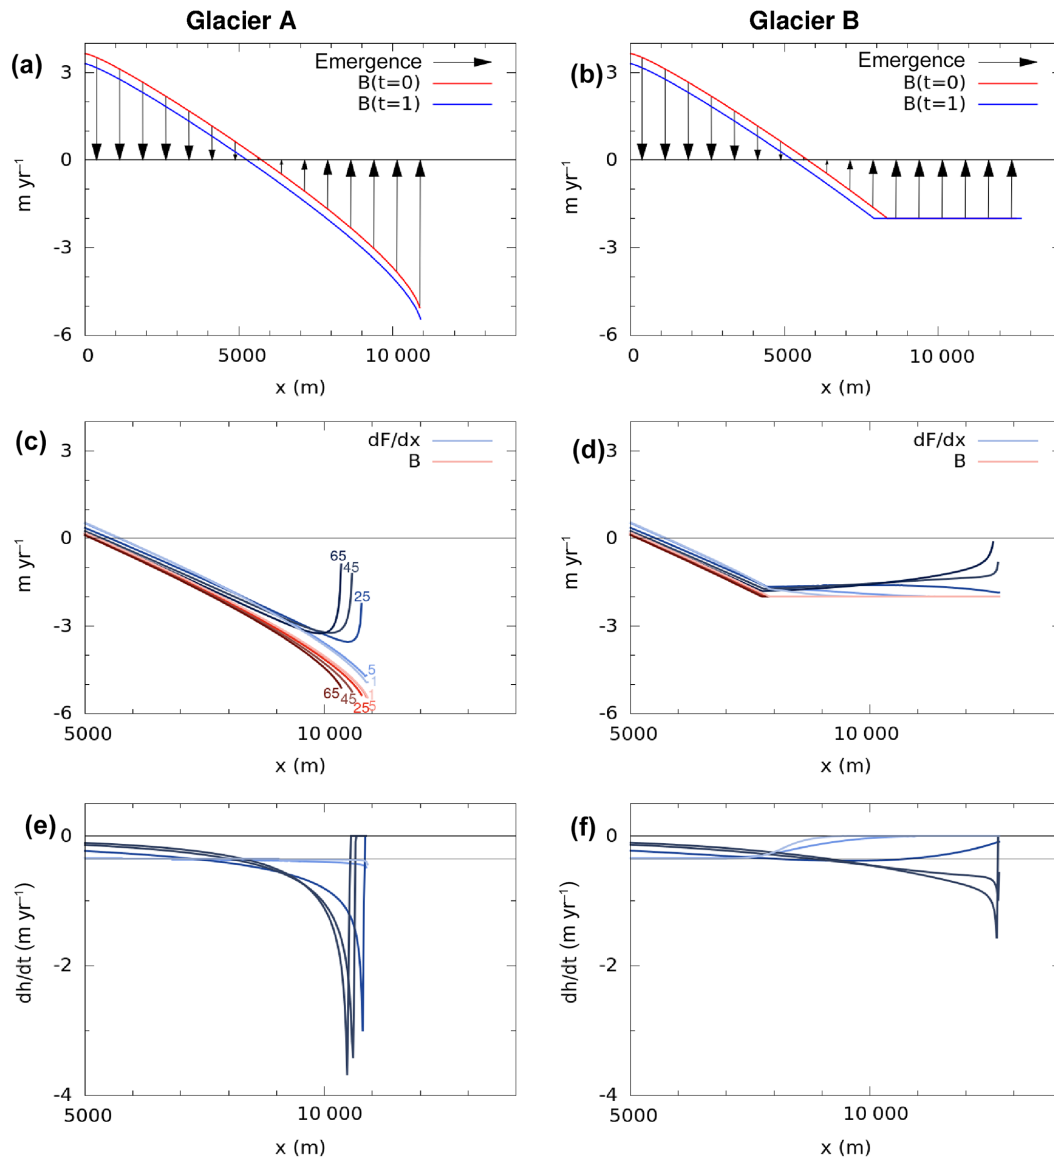 Glacier A
Glacier B
(a)
Emergence
B(t=0)
B(t=1)
3
0
-3
-6
m yr⁻¹
0
5000
10 000
x (m)
(b)
Emergence
B(t=0)
B(t=1)
3
0
-3
-6
m yr⁻¹
0
5000
10 000
x (m)
(c)
dF/dx
B
3
0
-3
-6
m yr⁻¹
65
45
25
5
1
65
45
25
5
1
5000
10 000
x (m)
(d)
dF/dx
B
3
0
-3
-6
m yr⁻¹
5000
10 000
x (m)
(e)
0
-2
-4
dh/dt (m yr⁻¹)
5000
10 000
x (m)
(f)
0
-2
-4
dh/dt (m yr⁻¹)
5000
10 000
x (m)